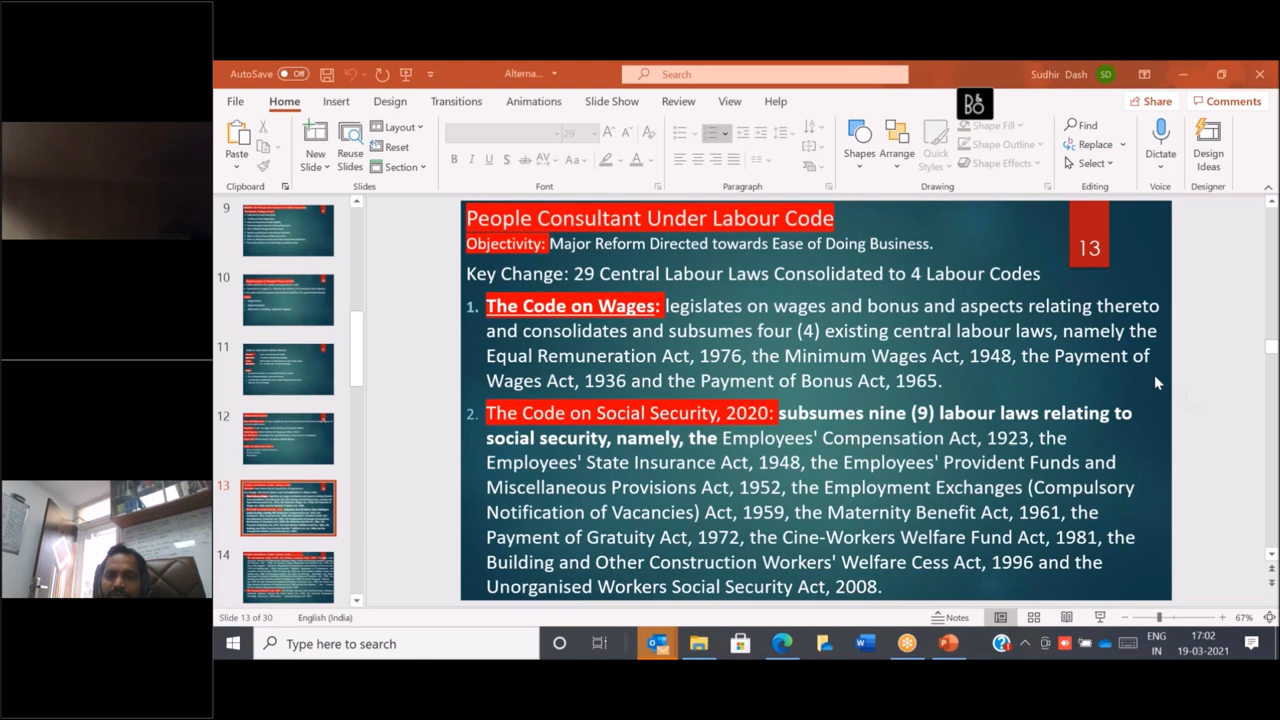 AutoSave Off Alterna... Search Sudhir Dash SD
File Home Insert Design Transitions Animations Slide Show Review View Help Share Comments
Paste New Slide Reuse Slides Layout Reset Section 29 B I U S ab AV Aa A Shapes Arrange Quick Styles Shape Fill Shape Outline Shape Effects Find Replace Select Dictate Design Ideas
Clipboard Slides Font Paragraph Drawing Editing Voice Designer
B&O
9
10
11
12
13
14
People Consultant Under Labour Code
13
Objectivity: Major Reform Directed towards Ease of Doing Business.
Key Change: 29 Central Labour Laws Consolidated to 4 Labour Codes
1. The Code on Wages: legislates on wages and bonus and aspects relating thereto
and consolidates and subsumes four (4) existing central labour laws, namely the
Equal Remuneration Act, 1976, the Minimum Wages Act, 1948, the Payment of
Wages Act, 1936 and the Payment of Bonus Act, 1965.
2. The Code on Social Security, 2020: subsumes nine (9) labour laws relating to
social security, namely, the Employees' Compensation Act, 1923, the
Employees' State Insurance Act, 1948, the Employees' Provident Funds and
Miscellaneous Provisions Act, 1952, the Employment Exchanges (Compulsory
Notification of Vacancies) Act, 1959, the Maternity Benefit Act, 1961, the
Payment of Gratuity Act, 1972, the Cine-Workers Welfare Fund Act, 1981, the
Building and Other Construction Workers' Welfare Cess Act, 1996 and the
Unorganised Workers Social Security Act, 2008.
Slide 13 of 30 English (India) Notes 67%
Type here to search
ENG 17:02
IN 19-03-2021